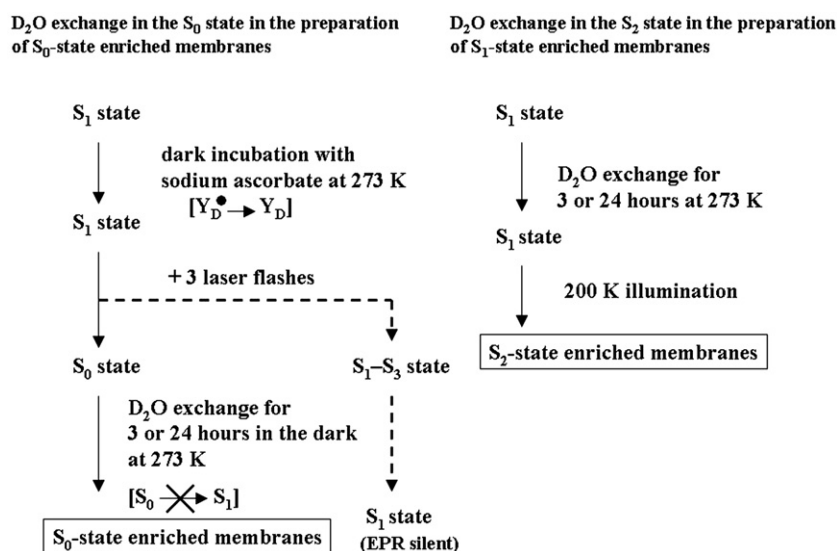 D₂O exchange in the S₀ state in the preparation
of S₀-state enriched membranes
S₁ state
dark incubation with
sodium ascorbate at 273 K
[Y_D^● → Y_D]
S₁ state
+3 laser flashes
S₀ state
S₁–S₃ state
D₂O exchange for
3 or 24 hours in the dark
at 273 K
[S₀ → S₁]
S₀-state enriched membranes
S₁ state
(EPR silent)
D₂O exchange in the S₂ state in the preparation
of S₁-state enriched membranes
S₁ state
D₂O exchange for
3 or 24 hours at 273 K
S₁ state
200 K illumination
S₂-state enriched membranes